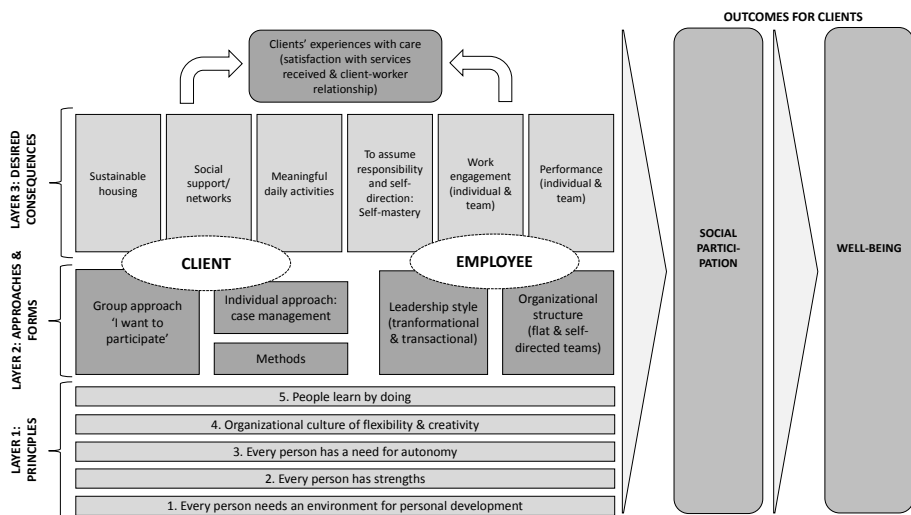 OUTCOMES FOR CLIENTS
Clients' experiences with care
(satisfaction with services
received & client-worker
relationship)
LAYER 3: DESIRED
CONSEQUENCES
Sustainable
housing
Social
support/
networks
Meaningful
daily activities
To assume
responsibility
and self-
direction:
Self-mastery
Work
engagement
(individual &
team)
Performance
(individual &
team)
CLIENT
EMPLOYEE
LAYER 2: APPROACHES &
FORMS
Group approach
'I want to
participate'
Individual approach:
case management
Methods
Leadership style
(tranformational
& transactional)
Organizational
structure
(flat & self-
directed teams)
LAYER 1:
PRINCIPLES
5. People learn by doing
4. Organizational culture of flexibility & creativity
3. Every person has a need for autonomy
2. Every person has strengths
1. Every person needs an environment for personal development
SOCIAL
PARTICI-
PATION
WELL-BEING